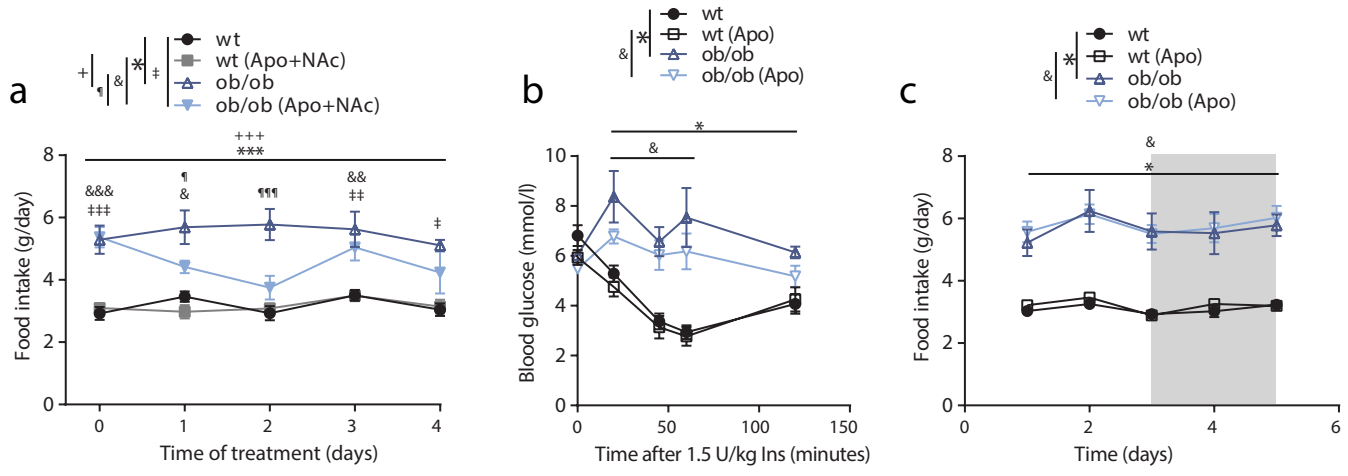 a
+
¶
&
*
‡
wt
wt (Apo+NAc)
ob/ob
ob/ob (Apo+NAc)
+++
***
&&&
‡‡‡
¶
&
¶¶¶
&&
‡‡
‡
8
6
4
2
0
Food intake (g/day)
0 1 2 3 4
Time of treatment (days)
b
&
*
wt
wt (Apo)
ob/ob
ob/ob (Apo)
*
&
10
8
6
4
2
0
Blood glucose (mmol/l)
0 50 100 150
Time after 1.5 U/kg Ins (minutes)
c
&
*
wt
wt (Apo)
ob/ob
ob/ob (Apo)
&
*
8
6
4
2
0
Food intake (g/day)
0 2 4 6
Time (days)